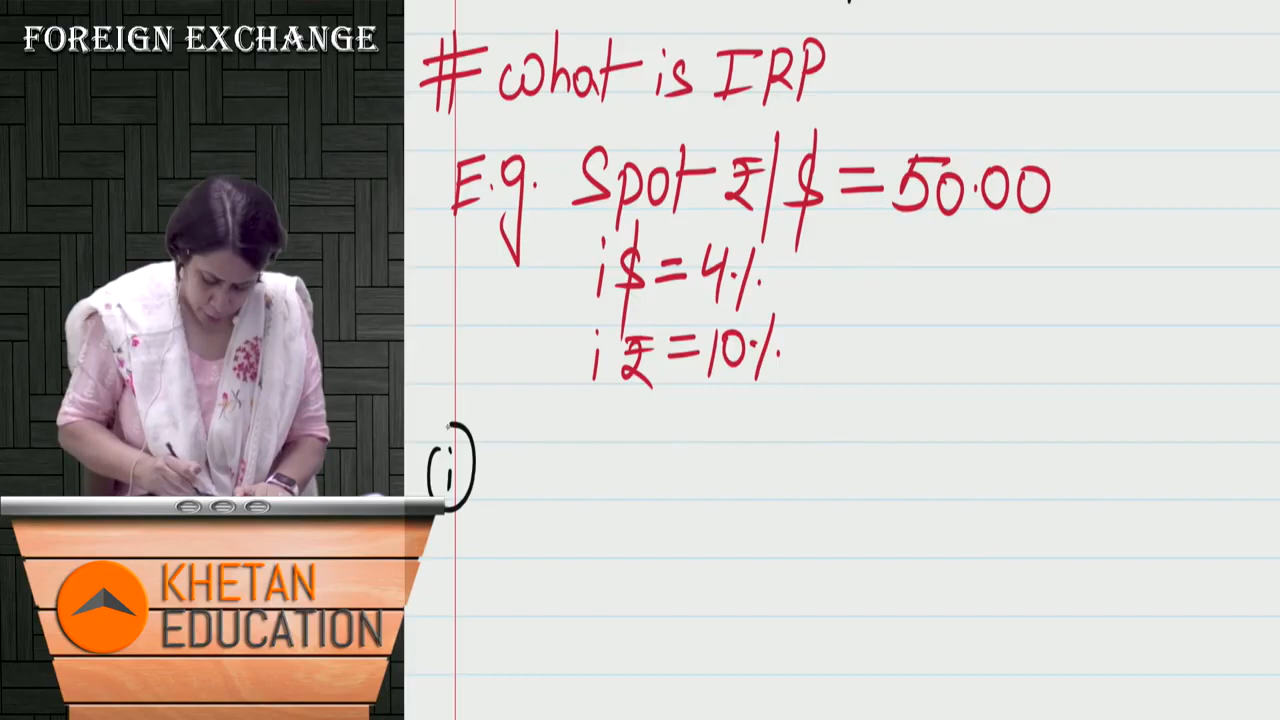 FOREIGN EXCHANGE
# What is IRP
E.g. Spot ₹/$ = 50.00
i $ = 4%
i ₹ = 10%
(i)
KHETAN
EDUCATION